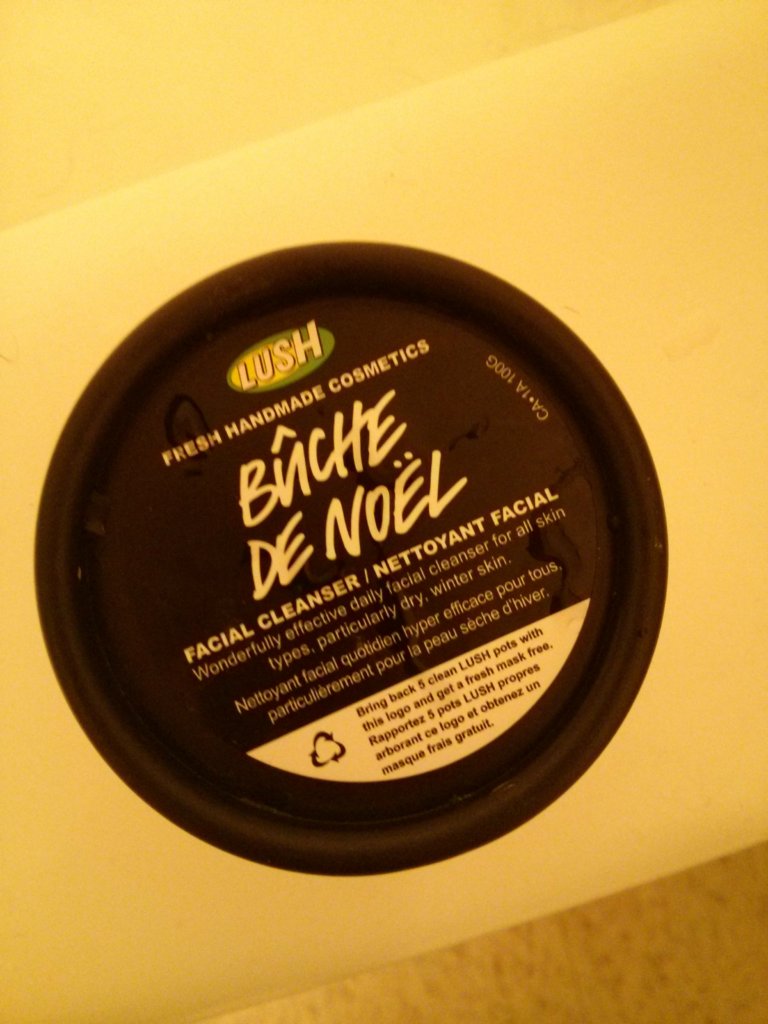 LUSH
FRESH HANDMADE COSMETICS
CA-1A 100G
BÛCHE
DE NOËL
FACIAL CLEANSER / NETTOYANT FACIAL
Wonderfully effective daily facial cleanser for all skin
types, particularly dry, winter skin.
Nettoyant facial quotidien hyper efficace pour tous,
particulièrement pour la peau sèche d'hiver.
Bring back 5 clean LUSH pots with
this logo and get a fresh mask free.
Rapportez 5 pots LUSH propres
arborant ce logo et obtenez un
masque frais gratuit.